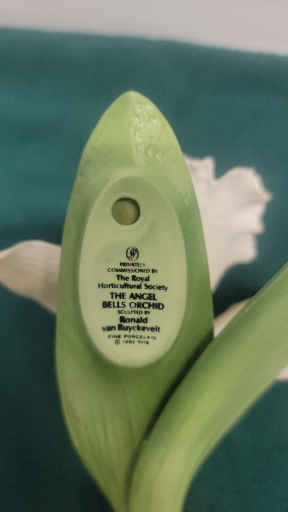 PRIVATELY
COMMISSIONED BY
The Royal
Horticultural Society
THE ANGEL
BELLS ORCHID
SCULPTED BY
Ronald
van Ruyckevelt
FINE PORCELAIN
©